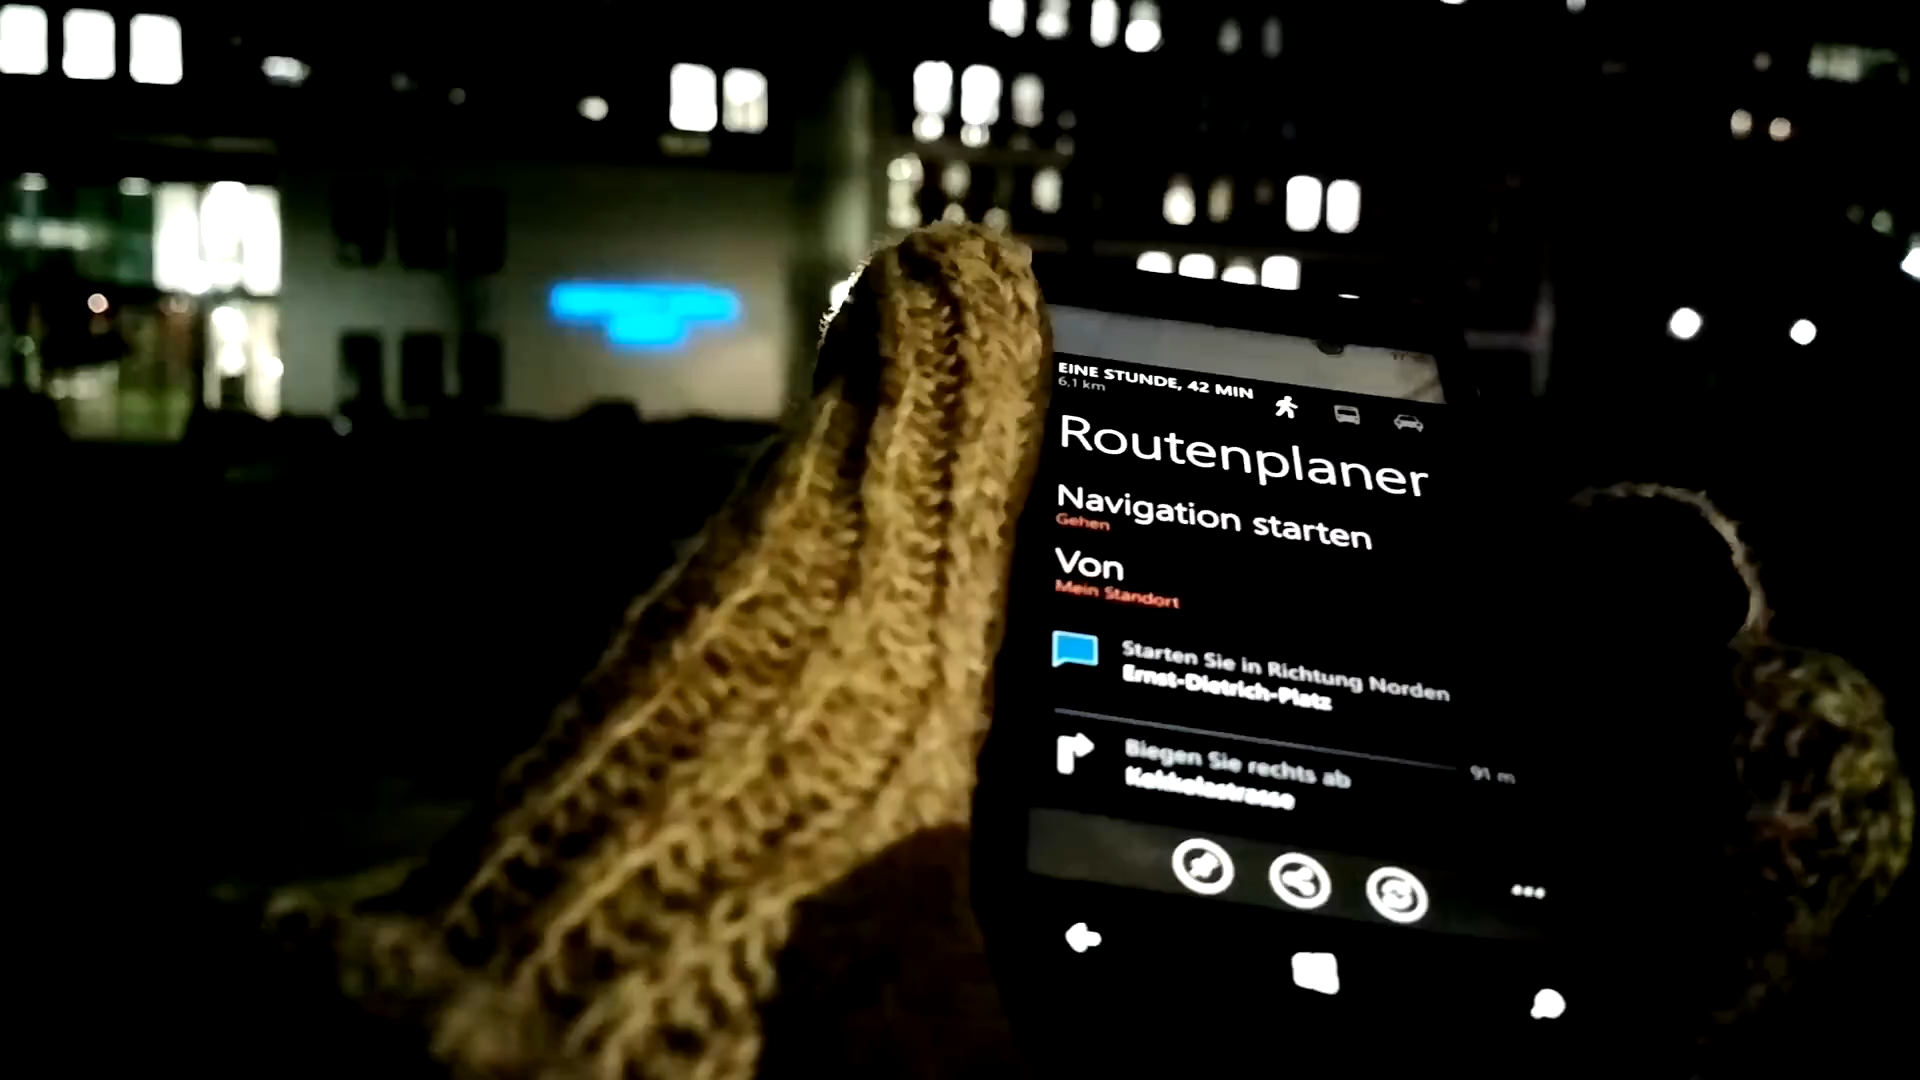 EINE STUNDE, 42 MIN
6,1 km
Routenplaner
Navigation starten
Gehen
Von
Mein Standort
Starten Sie in Richtung Norden
Ernst-Dietrich-Platz
91 m
Biegen Sie rechts ab
Kokkolastrasse